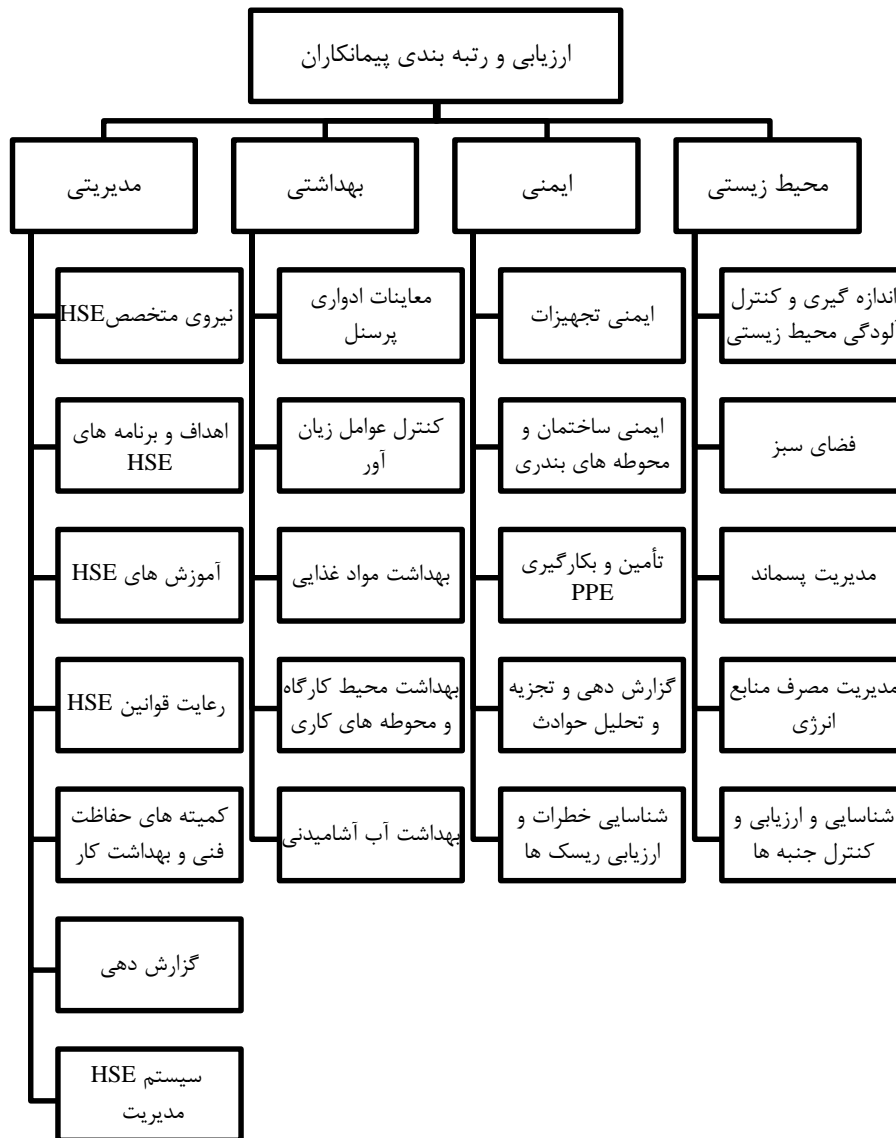 ارزیابی و رتبه بندی پیمانکاران
محیط زیستی
اندازه گیری و کنترل
آلودگی محیط زیستی
فضای سبز
مدیریت پسماند
مدیریت مصرف منابع
انرژی
شناسایی و ارزیابی و
کنترل جنبه ها
ایمنی
ایمنی تجهیزات
ایمنی ساختمان و
محوطه های بندری
تأمین و بکارگیری
PPE
گزارش دهی و تجزیه
و تحلیل حوادث
شناسایی خطرات و
ارزیابی ریسک ها
بهداشتی
معاینات ادواری
پرسنل
کنترل عوامل زیان
آور
بهداشت مواد غذایی
بهداشت محیط کارگاه
و محوطه های کاری
بهداشت آب آشامیدنی
مدیریتی
نیروی متخصصHSE
اهداف و برنامه های
HSE
آموزش های HSE
رعایت قوانین HSE
کمیته های حفاظت
فنی و بهداشت کار
گزارش دهی
سیستم HSE
مدیریت